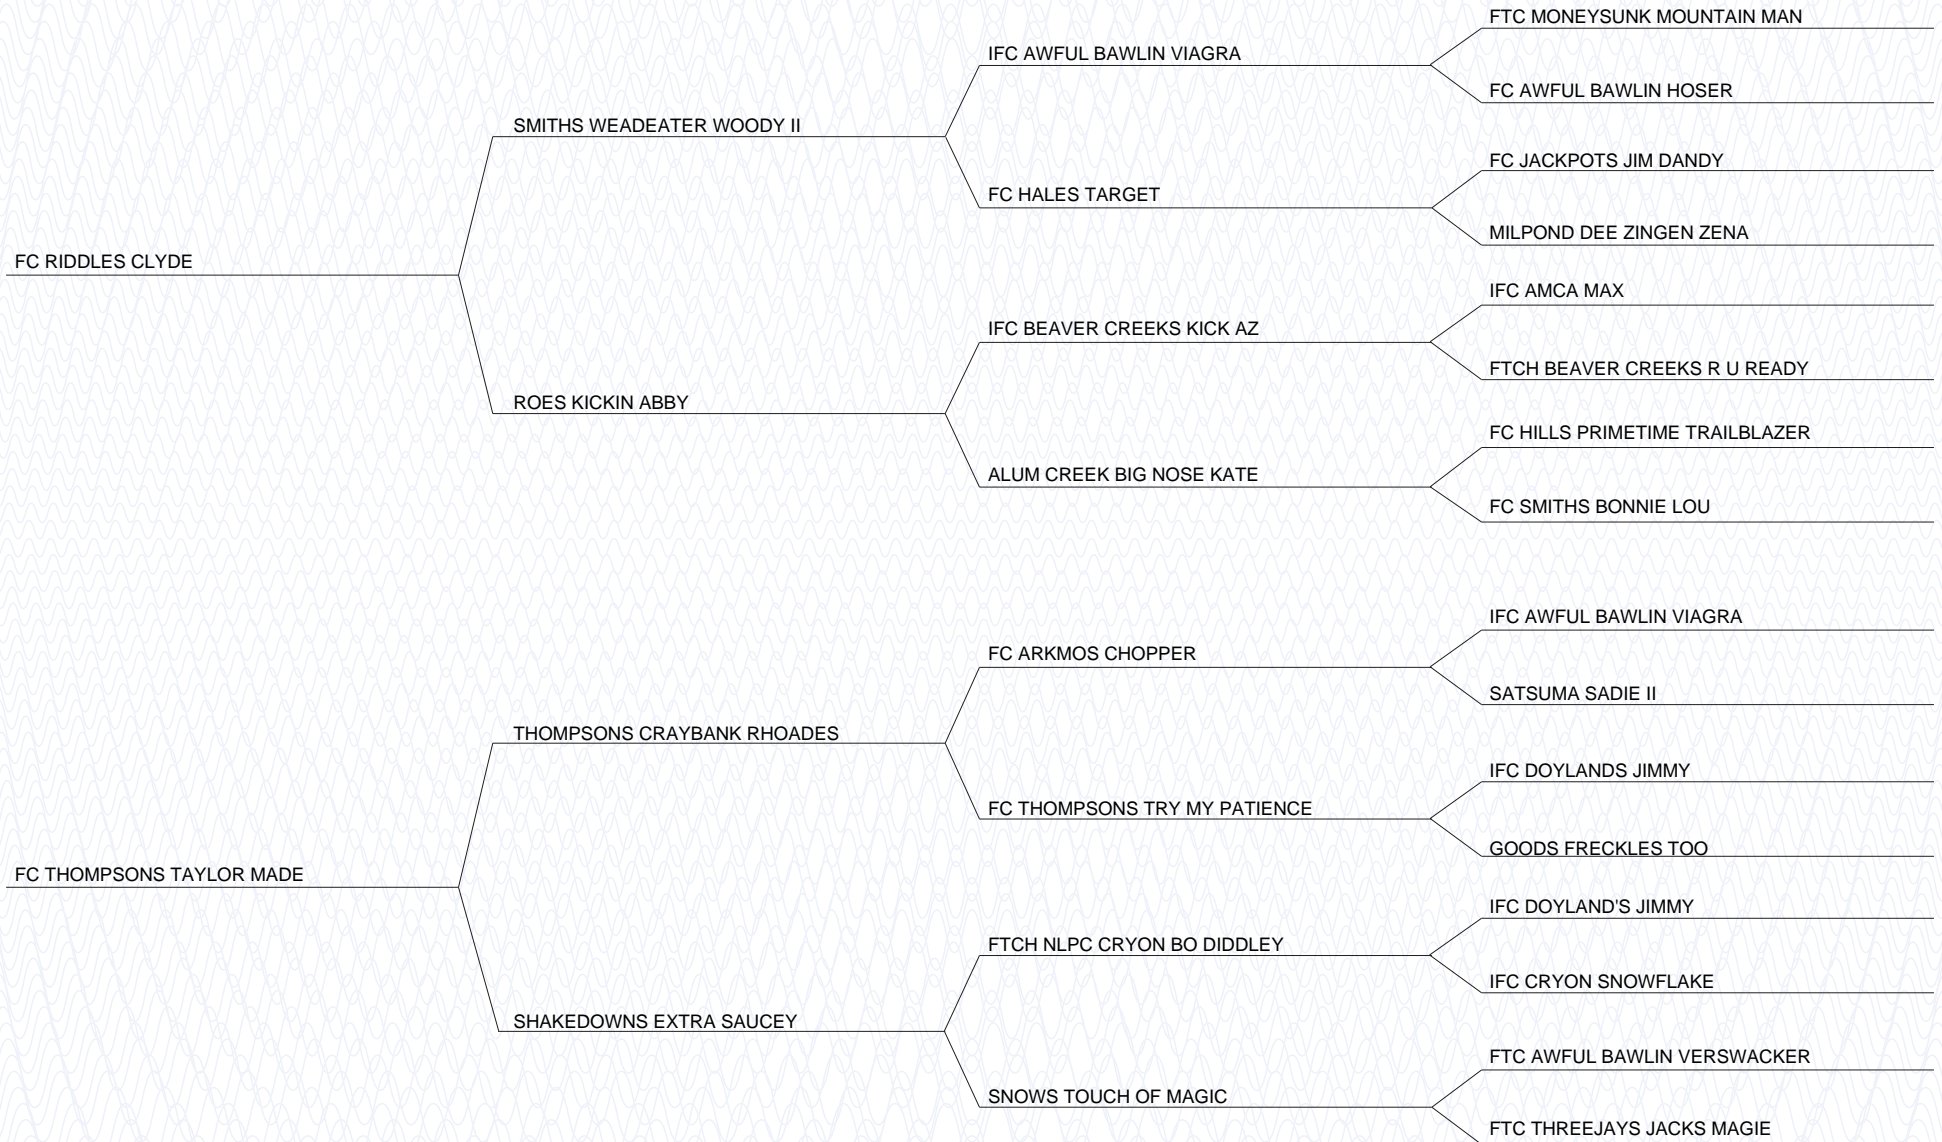 FTC MONEYSUNK MOUNTAIN MAN
IFC AWFUL BAWLIN VIAGRA
FC AWFUL BAWLIN HOSER
SMITHS WEADEATER WOODY II
FC JACKPOTS JIM DANDY
FC HALES TARGET
MILPOND DEE ZINGEN ZENA
FC RIDDLES CLYDE
IFC AMCA MAX
IFC BEAVER CREEKS KICK AZ
FTCH BEAVER CREEKS R U READY
ROES KICKIN ABBY
FC HILLS PRIMETIME TRAILBLAZER
ALUM CREEK BIG NOSE KATE
FC SMITHS BONNIE LOU
IFC AWFUL BAWLIN VIAGRA
FC ARKMOS CHOPPER
SATSUMA SADIE II
THOMPSONS CRAYBANK RHOADES
IFC DOYLANDS JIMMY
FC THOMPSONS TRY MY PATIENCE
GOODS FRECKLES TOO
FC THOMPSONS TAYLOR MADE
IFC DOYLAND'S JIMMY
FTCH NLPC CRYON BO DIDDLEY
IFC CRYON SNOWFLAKE
SHAKEDOWNS EXTRA SAUCEY
FTC AWFUL BAWLIN VERSWACKER
SNOWS TOUCH OF MAGIC
FTC THREEJAYS JACKS MAGIE